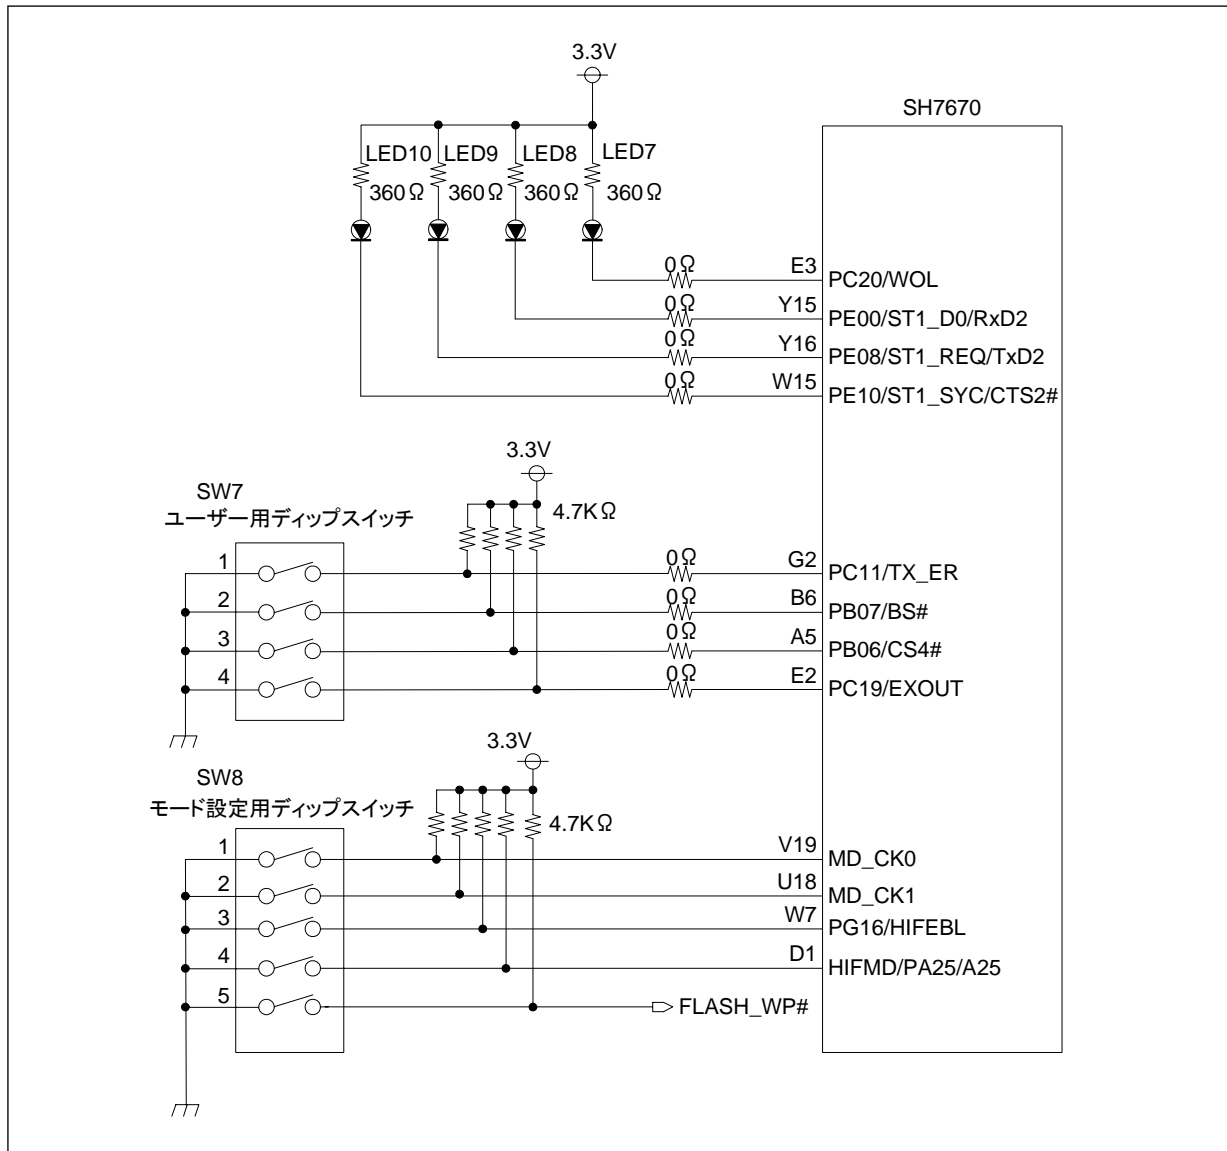 3.3V
SH7670
LED10 LED9 LED8 LED7
360Ω 360Ω 360Ω 360Ω
0Ω E3 PC20/WOL
0Ω Y15 PE00/ST1_D0/RxD2
0Ω Y16 PE08/ST1_REQ/TxD2
0Ω W15 PE10/ST1_SYC/CTS2#
3.3V
SW7
ユーザー用ディップスイッチ
4.7KΩ
1 0Ω G2 PC11/TX_ER
2 0Ω B6 PB07/BS#
3 0Ω A5 PB06/CS4#
4 0Ω E2 PC19/EXOUT
3.3V
SW8
モード設定用ディップスイッチ
4.7KΩ
1 V19 MD_CK0
2 U18 MD_CK1
3 W7 PG16/HIFEBL
4 D1 HIFMD/PA25/A25
5 FLASH_WP#